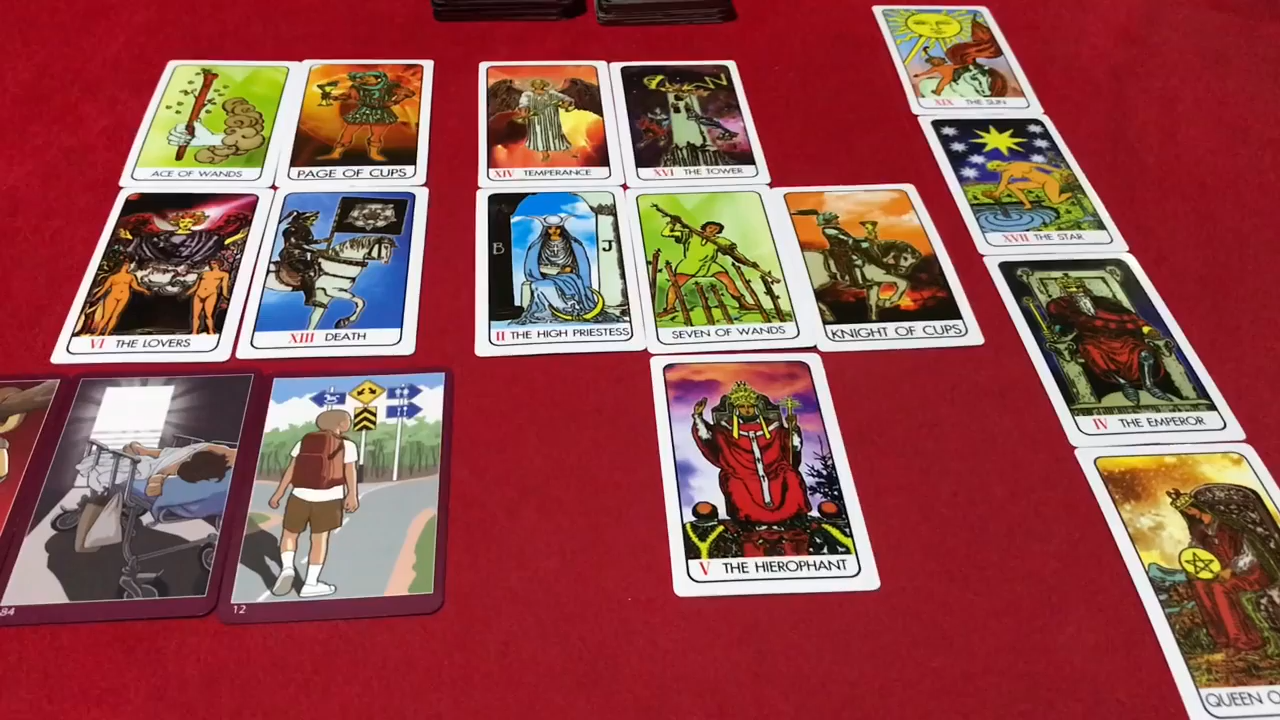 ACE OF WANDS
PAGE OF CUPS
XIV TEMPERANCE
XVI THE TOWER
XIX THE SUN
VI THE LOVERS
XIII DEATH
B J
II THE HIGH PRIESTESS
SEVEN OF WANDS
KNIGHT OF CUPS
XVII THE STAR
IV THE EMPEROR
V THE HIEROPHANT
84
12
QUEEN O